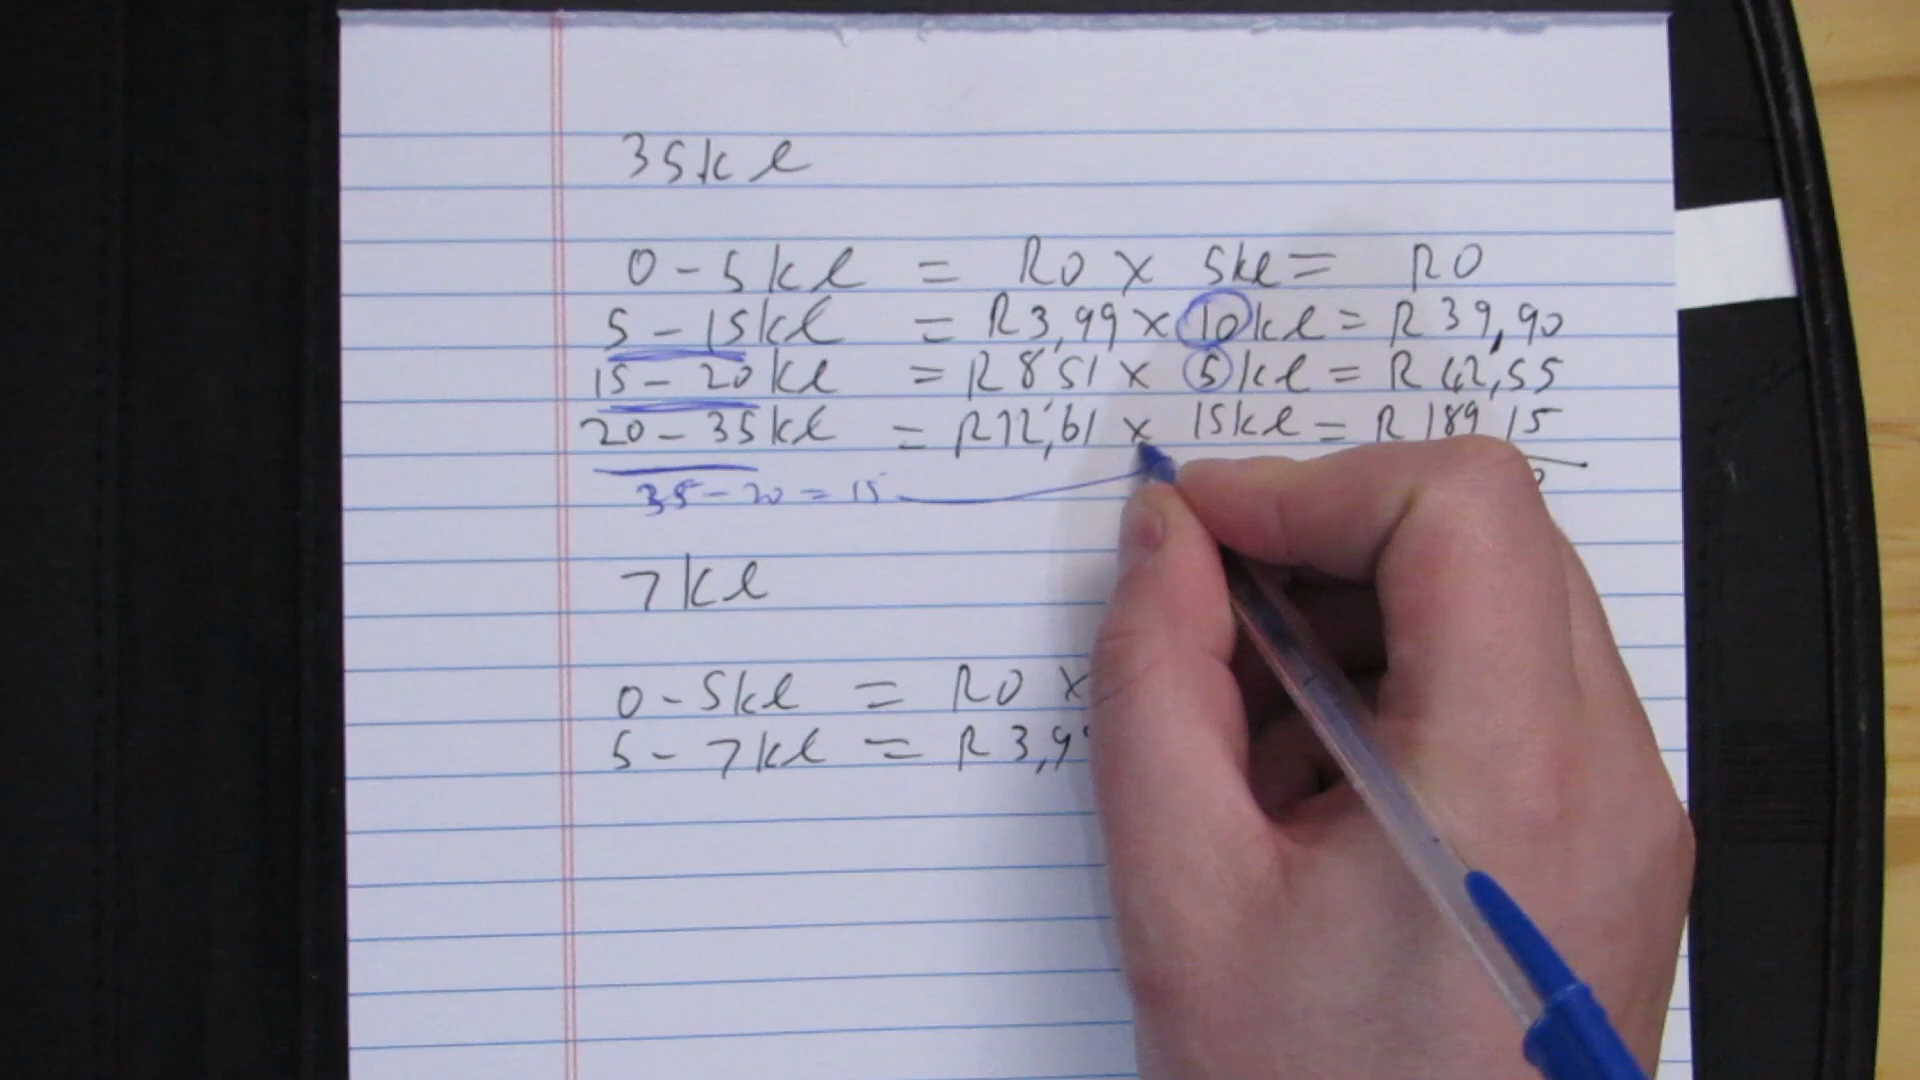 35kl
0 - 5kl = R0 x 5kl = R0
5 - 15kl = R3,99 x 10kl = R39,90
15 - 20kl = R8,51 x 5kl = R42,55
20 - 35kl = R12,61 x 15kl = R189,15
35 - 20 = 15
7kl
0 - 5kl = R0 x
5 - 7kl = R3,9